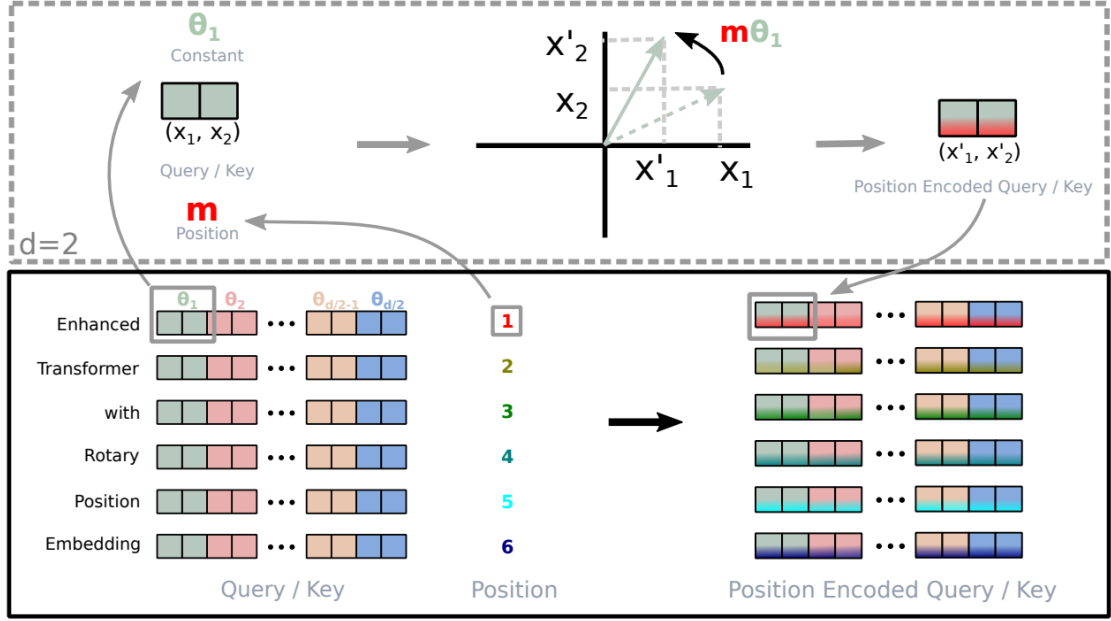 θ₁
Constant
(x₁, x₂)
Query / Key
m
Position
d=2
x'₂
x₂
x'₁
x₁
mθ₁
(x'₁, x'₂)
Position Encoded Query / Key
θ₁ θ₂ ••• θ_{d/2-1} θ_{d/2}
Enhanced ••• 1 •••
Transformer ••• 2 •••
with ••• 3 •••
Rotary ••• 4 •••
Position ••• 5 •••
Embedding ••• 6 •••
Query / Key Position Position Encoded Query / Key